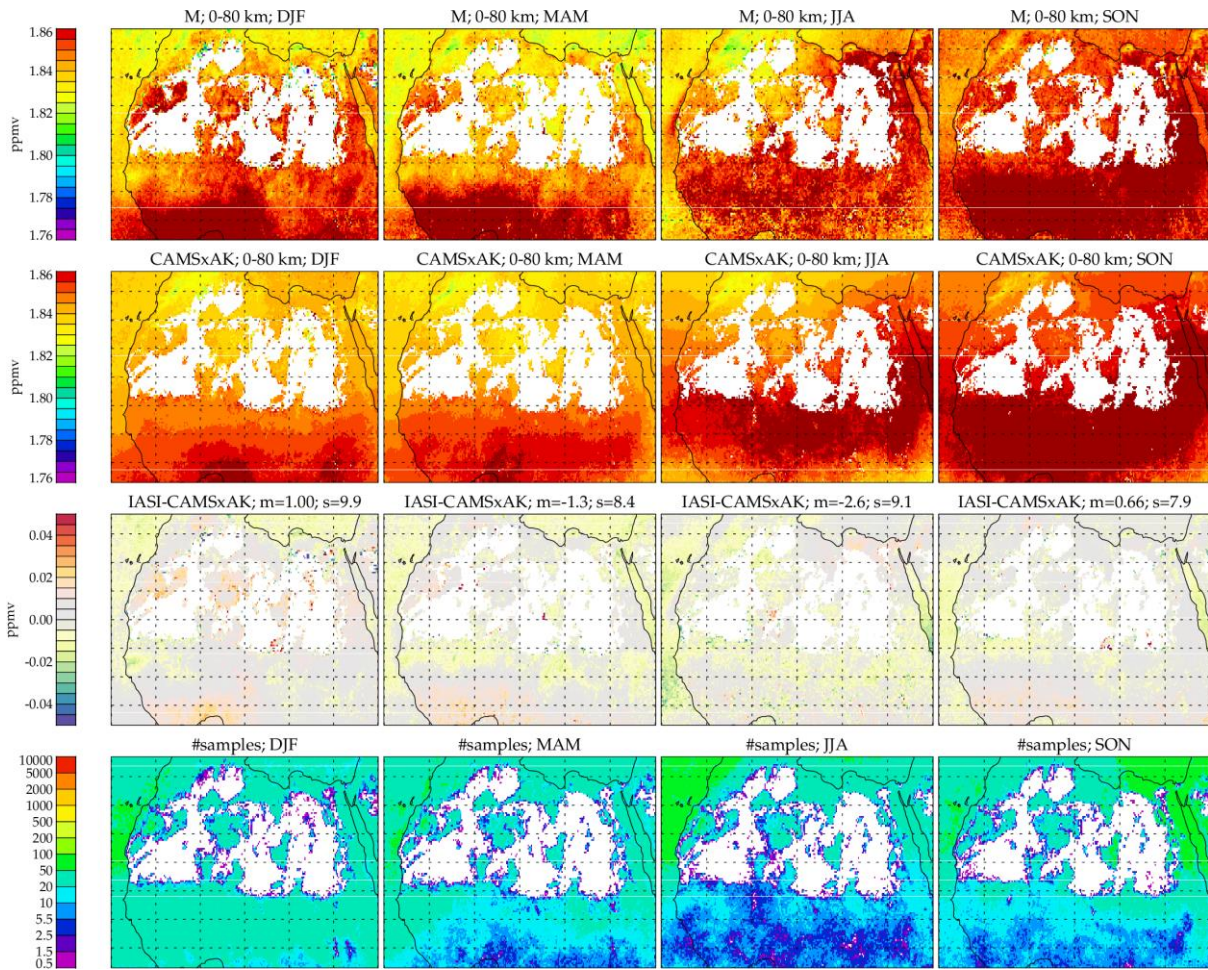 M; 0-80 km; DJF
M; 0-80 km; MAM
M; 0-80 km; JJA
M; 0-80 km; SON
1.86
1.84
1.82
1.80
1.78
1.76
ppmv
CAMSxAK; 0-80 km; DJF
CAMSxAK; 0-80 km; MAM
CAMSxAK; 0-80 km; JJA
CAMSxAK; 0-80 km; SON
1.86
1.84
1.82
1.80
1.78
1.76
ppmv
IASI-CAMSxAK; m=1.00; s=9.9
IASI-CAMSxAK; m=-1.3; s=8.4
IASI-CAMSxAK; m=-2.6; s=9.1
IASI-CAMSxAK; m=0.66; s=7.9
0.04
0.02
0.00
-0.02
-0.04
ppmv
#samples; DJF
#samples; MAM
#samples; JJA
#samples; SON
10000
5000
2000
1000
500
200
100
50
20
10
5.5
2.5
1.5
0.5